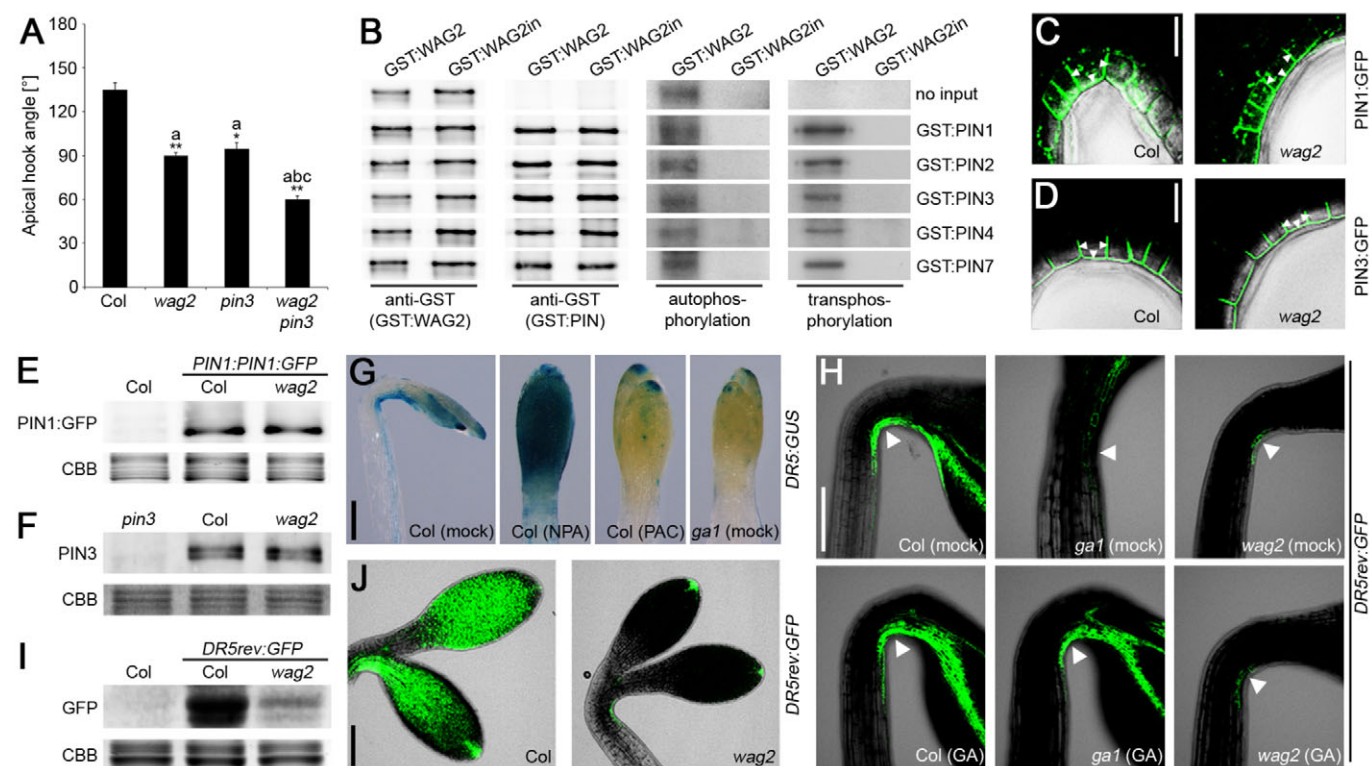 A
Apical hook angle [°]
180
150
120
90
60
30
0
a
**
a
*
abc
**
Col
wag2
pin3
wag2
pin3
B
GST:WAG2
GST:WAG2in
GST:WAG2
GST:WAG2in
GST:WAG2
GST:WAG2in
GST:WAG2
GST:WAG2in
no input
GST:PIN1
GST:PIN2
GST:PIN3
GST:PIN4
GST:PIN7
anti-GST
(GST:WAG2)
anti-GST
(GST:PIN)
autophos-
phorylation
transphos-
phorylation
C
Col
wag2
PIN1:GFP
D
Col
wag2
PIN3:GFP
E
PIN1:PIN1:GFP
Col
Col
wag2
PIN1:GFP
CBB
F
pin3
Col
wag2
PIN3
CBB
I
DR5rev:GFP
Col
Col
wag2
GFP
CBB
G
Col (mock)
Col (NPA)
Col (PAC)
ga1 (mock)
DR5:GUS
J
Col
wag2
DR5rev:GFP
H
Col (mock)
ga1 (mock)
wag2 (mock)
Col (GA)
ga1 (GA)
wag2 (GA)
DR5rev:GFP